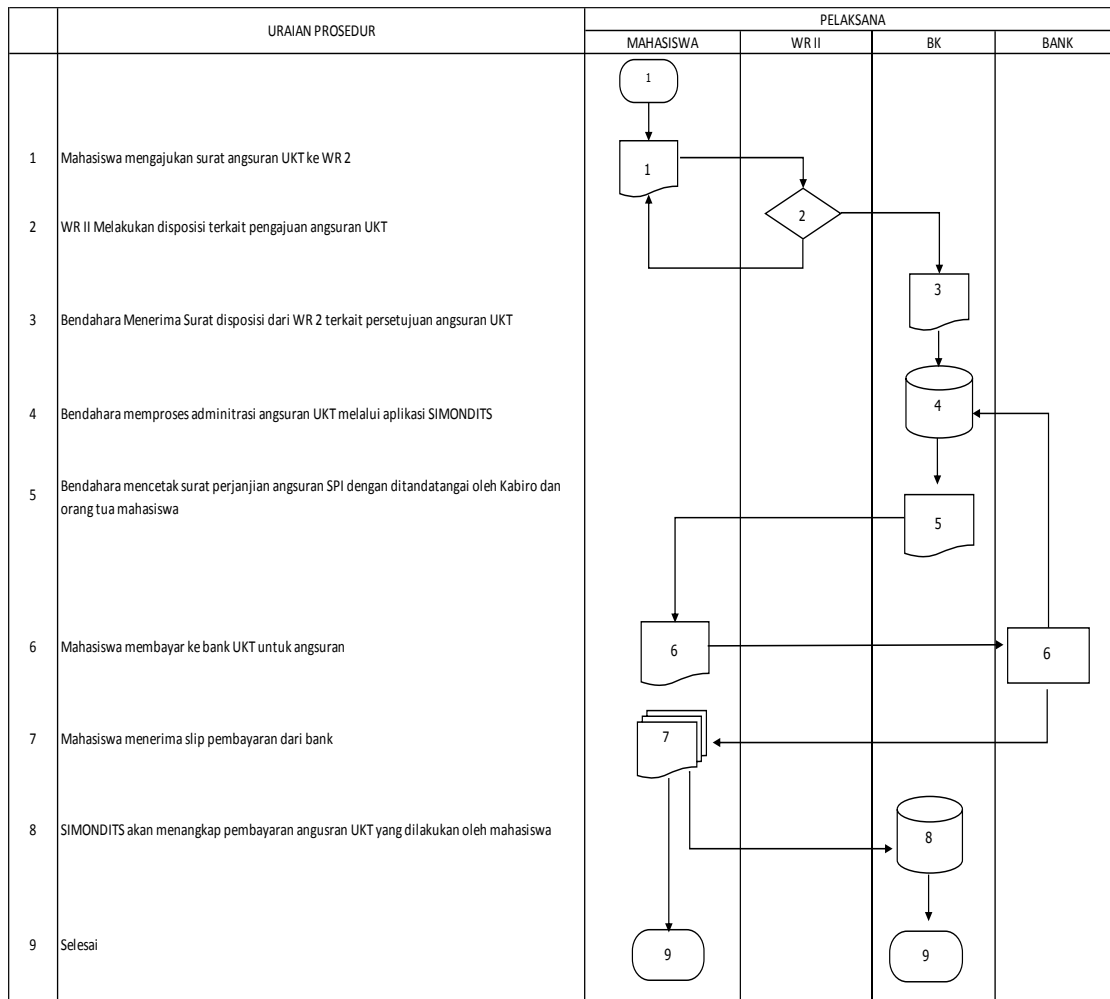 URAIAN PROSEDUR
PELAKSANA
MAHASISWA
WR II
BK
BANK
1
1 Mahasiswa mengajukan surat angsuran UKT ke WR 2
1
2 WR II Melakukan disposisi terkait pengajuan angsuran UKT
2
3 Bendahara Menerima Surat disposisi dari WR 2 terkait persetujuan angsuran UKT
3
4 Bendahara memproses adminitrasi angsuran UKT melalui aplikasi SIMONDITS
4
5 Bendahara mencetak surat perjanjian angsuran SPI dengan ditandatangai oleh Kabiro dan
orang tua mahasiswa
5
6 Mahasiswa membayar ke bank UKT untuk angsuran
6
6
7 Mahasiswa menerima slip pembayaran dari bank
7
8 SIMONDITS akan menangkap pembayaran angusran UKT yang dilakukan oleh mahasiswa
8
9 Selesai
9
9